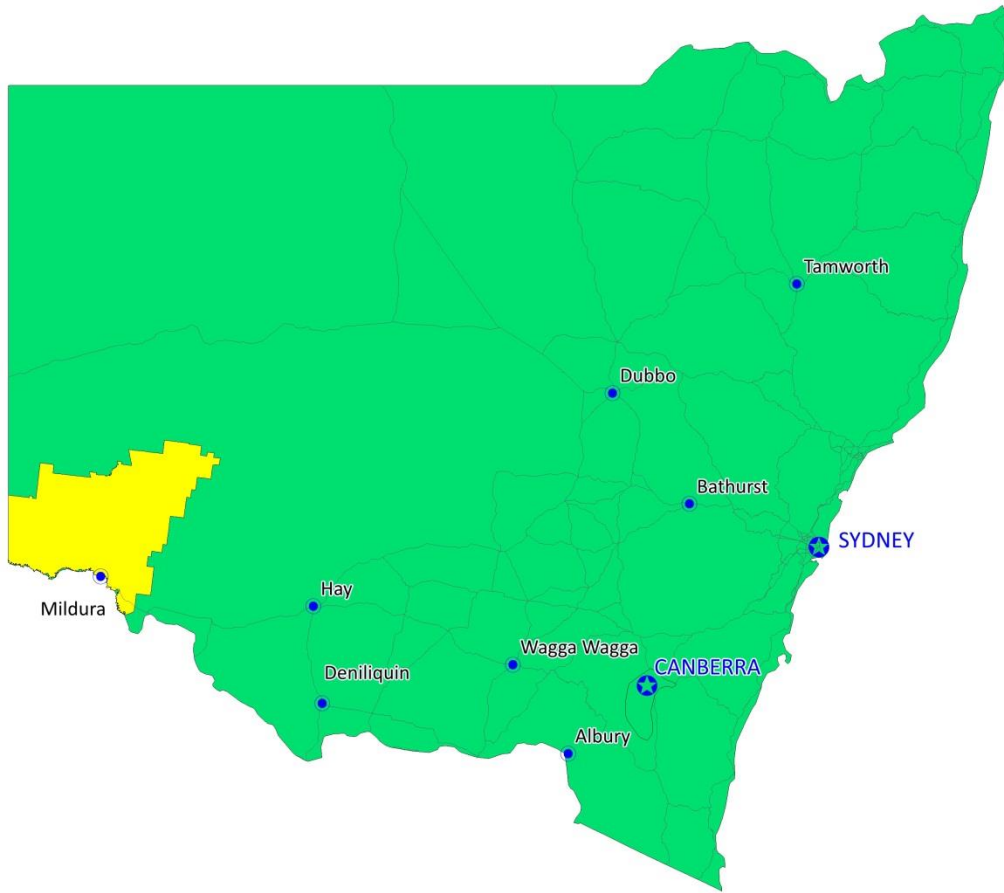 Tamworth
Dubbo
Bathurst
SYDNEY
Hay
Mildura
Wagga Wagga
CANBERRA
Deniliquin
Albury